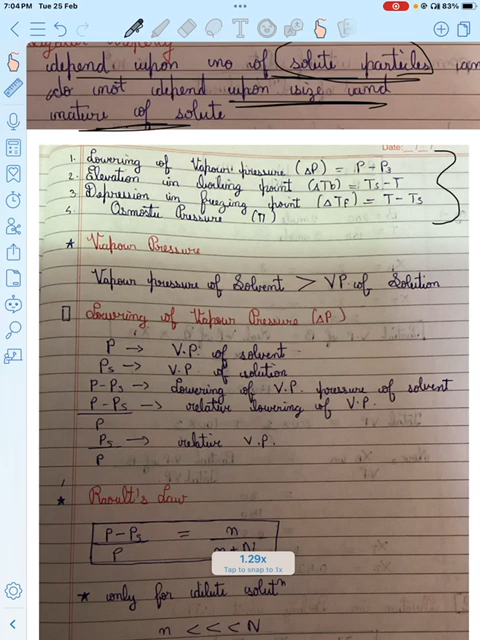 7:04 PM Tue 25 Feb
83%
depend upon no of solute particles
do not depend upon size and
nature of solute
Date: __/__/__
1. Lowering of Vapour pressure (ΔP) = P - Ps
2. Elevation in boiling point (ΔTb) = Ts - T
3. Depression in freezing point (ΔTf) = T - Ts
Osmotic Pressure (π)
★ Vapour Pressure
Vapour pressure of Solvent > V.P. of Solution
Lowering of Vapour Pressure (ΔP)
P → V.P. of solvent
Ps → V.P. of solution
P-Ps → Lowering of V.P. pressure of solvent
P-Ps → relative lowering of V.P.
P
Ps → relative V.P.
P
★ Raoult's Law
P-Ps = n
P
1.29x
Tap to snap to 1x
★ only for dilute solutⁿ
n <<< N